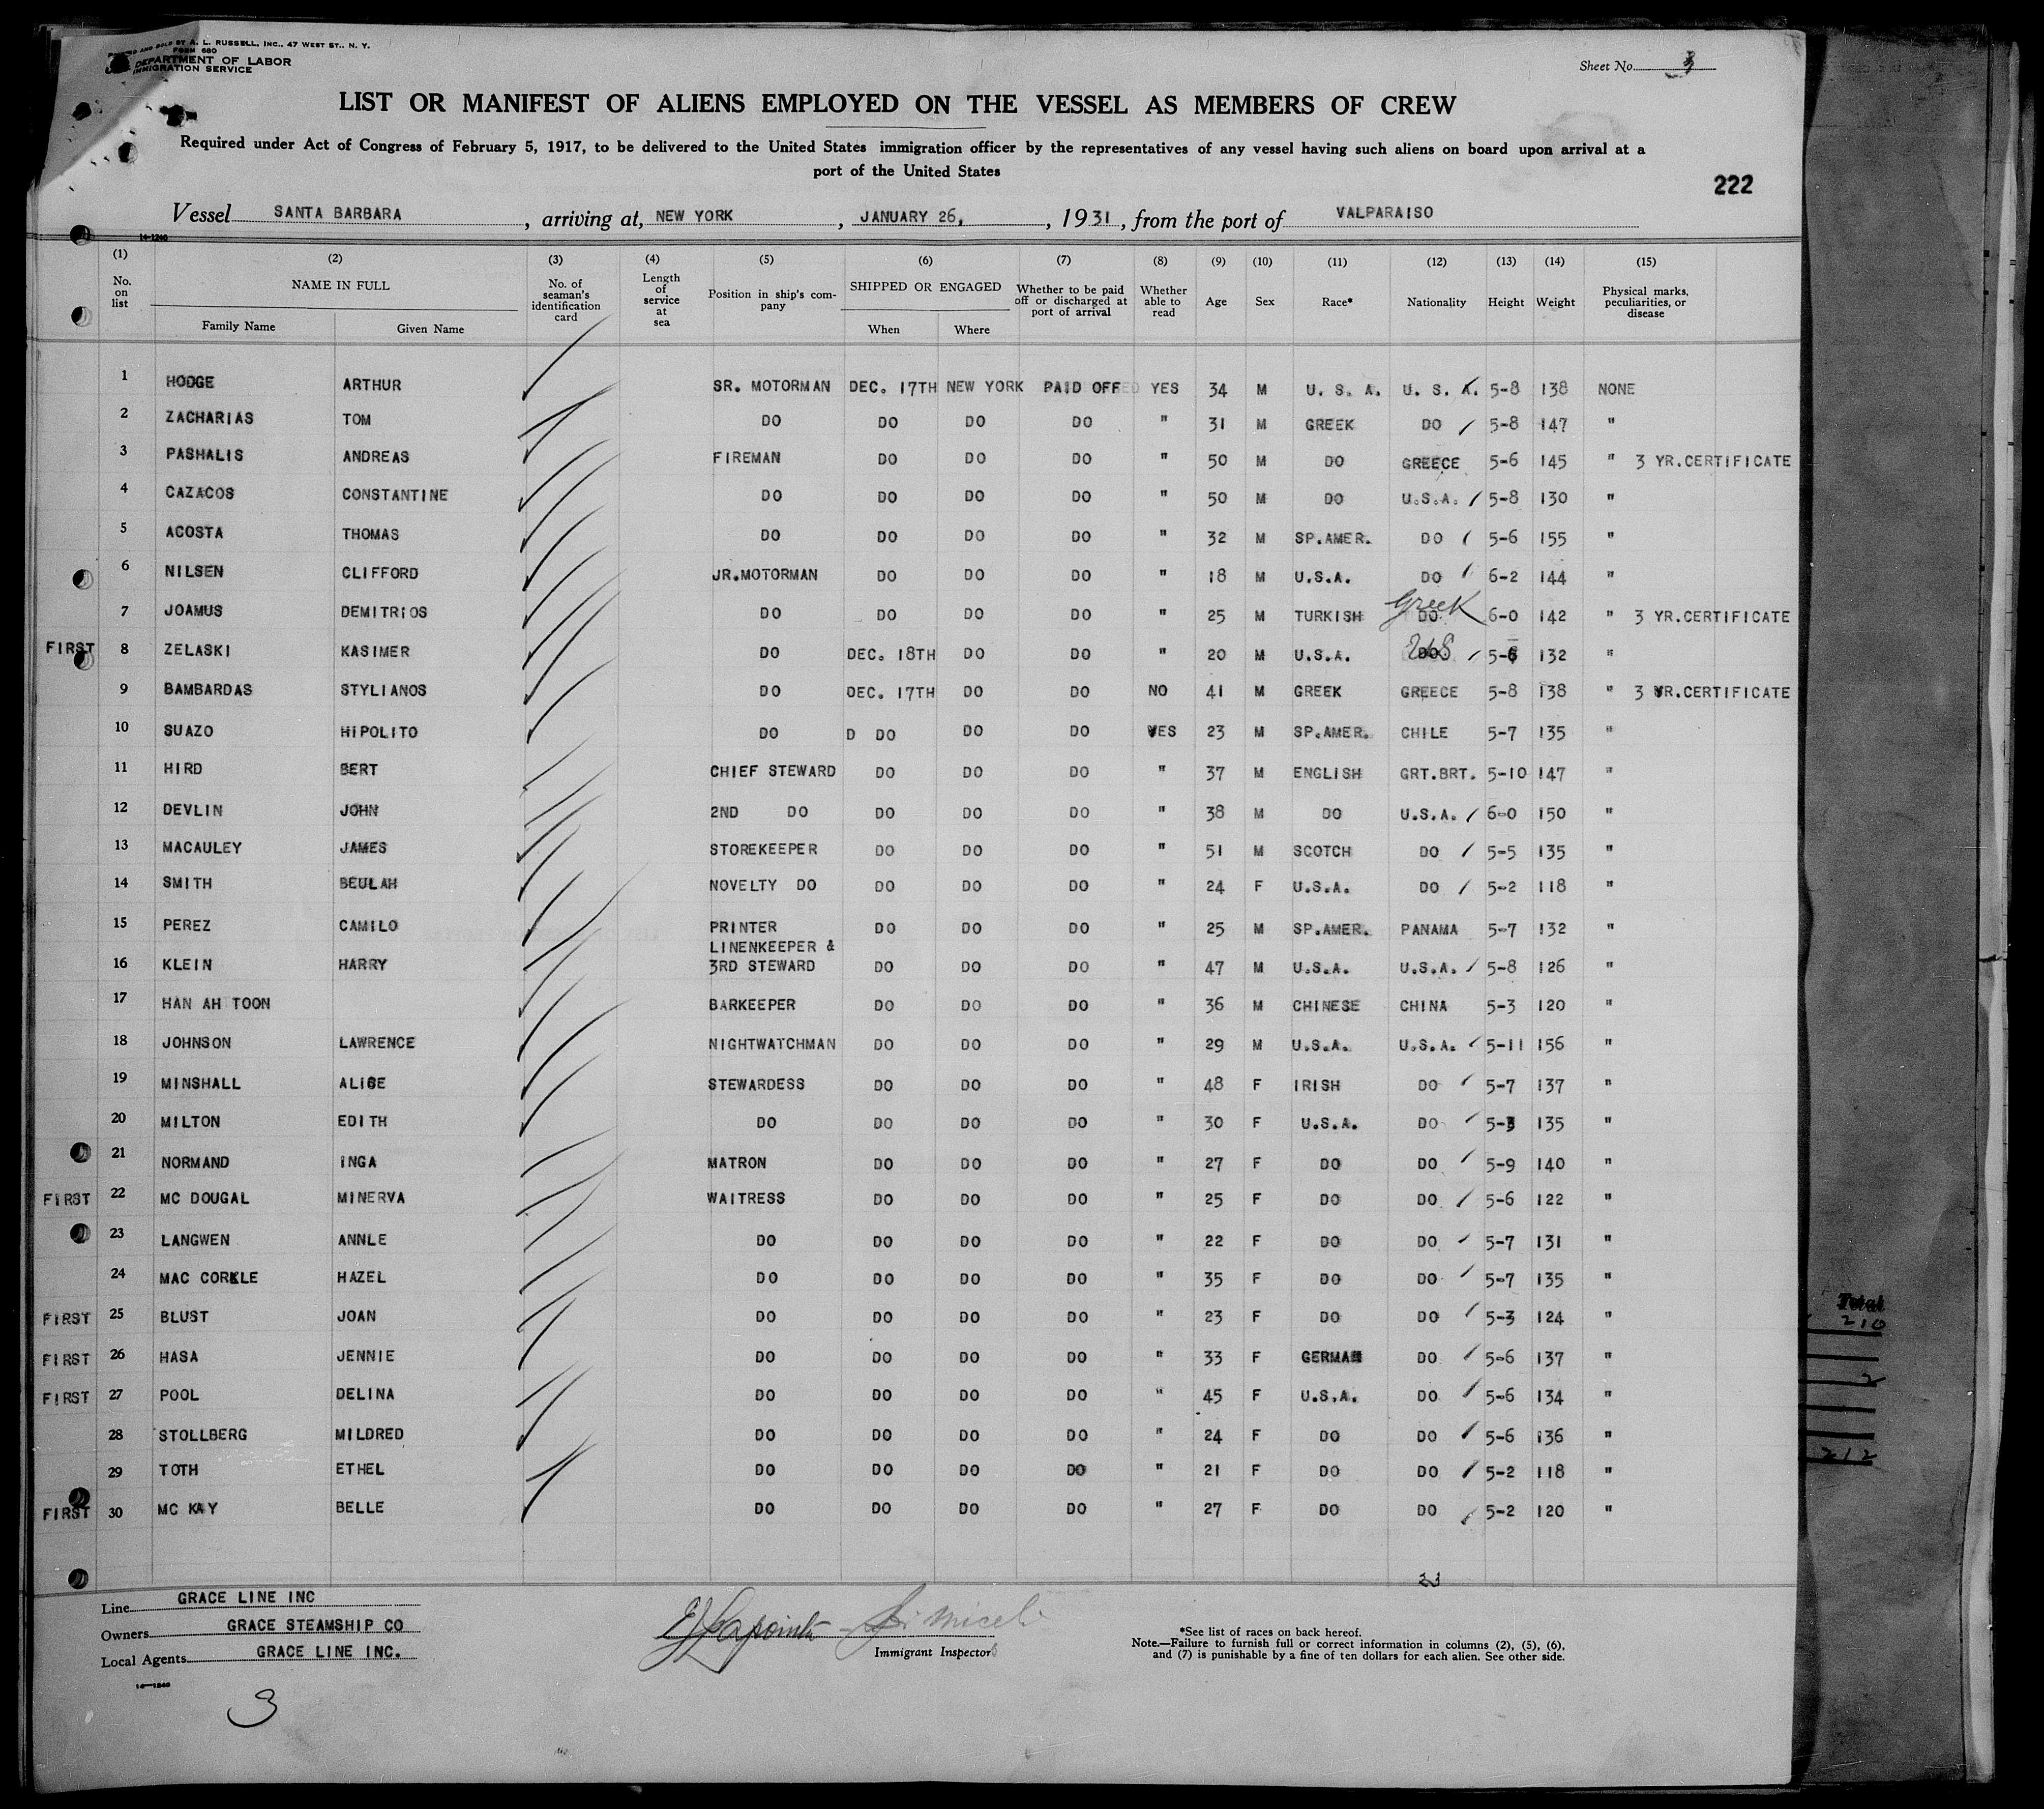 PRINTED AND SOLD BY A. L. RUSSELL, INC., 47 WEST ST., N. Y.
FORM 680
DEPARTMENT OF LABOR
IMMIGRATION SERVICE
Sheet No. 3
LIST OR MANIFEST OF ALIENS EMPLOYED ON THE VESSEL AS MEMBERS OF CREW
Required under Act of Congress of February 5, 1917, to be delivered to the United States immigration officer by the representatives of any vessel having such aliens on board upon arrival at a
port of the United States
222
Vessel SANTA BARBARA, arriving at, NEW YORK, JANUARY 26, 1931, from the port of VALPARAISO
14-1240
(1) (2) (3) (4) (5) (6) (7) (8) (9) (10) (11) (12) (13) (14) (15)
No. on list NAME IN FULL No. of seaman's identification card Length of service at sea Position in ship's company SHIPPED OR ENGAGED Whether to be paid off or discharged at port of arrival Whether able to read Age Sex Race* Nationality Height Weight Physical marks, peculiarities, or disease
Family Name Given Name When Where
1 HODGE ARTHUR SR. MOTORMAN DEC. 17TH NEW YORK PAID OFF YES 34 M U. S. A. U. S. A. 5-8 138 NONE
2 ZACHARIAS TOM DO DO DO DO " 31 M GREEK DO 5-8 147 "
3 PASHALIS ANDREAS FIREMAN DO DO DO " 50 M DO GREECE 5-6 145 " 3 YR.CERTIFICATE
4 CAZACOS CONSTANTINE DO DO DO DO " 50 M DO U.S.A. 5-8 130 "
5 ACOSTA THOMAS DO DO DO DO " 32 M SP.AMER. DO 5-6 155 "
6 NILSEN CLIFFORD JR.MOTORMAN DO DO DO " 18 M U.S.A. DO 6-2 144 "
7 JOAMUS DEMITRIOS DO DO DO DO " 25 M TURKISH DO Greek 6-0 142 " 3 YR.CERTIFICATE
FIRST 8 ZELASKI KASIMER DO DEC. 18TH DO DO " 20 M U.S.A. DO 5-6 132 "
9 BAMBARDAS STYLIANOS DO DEC. 17TH DO DO NO 41 M GREEK GREECE 5-8 138 " 3 YR.CERTIFICATE
10 SUAZO HIPOLITO DO D DO DO DO YES 23 M SP.AMER. CHILE 5-7 135 "
11 HIRD BERT CHIEF STEWARD DO DO DO " 37 M ENGLISH GRT.BRT. 5-10 147 "
12 DEVLIN JOHN 2ND DO DO DO DO " 38 M DO U.S.A. 6-0 150 "
13 MACAULEY JAMES STOREKEEPER DO DO DO " 51 M SCOTCH DO 5-5 135 "
14 SMITH BEULAH NOVELTY DO DO DO DO " 24 F U.S.A. DO 5-2 118 "
15 PEREZ CAMILO PRINTER DO DO DO " 25 M SP.AMER. PANAMA 5-7 132 "
LINENKEEPER &
16 KLEIN HARRY 3RD STEWARD DO DO DO " 47 M U.S.A. U.S.A. 5-8 126 "
17 HAN AH TOON BARKEEPER DO DO DO " 36 M CHINESE CHINA 5-3 120 "
18 JOHNSON LAWRENCE NIGHTWATCHMAN DO DO DO " 29 M U.S.A. U.S.A. 5-11 156 "
19 MINSHALL ALICE STEWARDESS DO DO DO " 48 F IRISH DO 5-7 137 "
20 MILTON EDITH DO DO DO DO " 30 F U.S.A. DO 5-3 135 "
21 NORMAND INGA MATRON DO DO DO " 27 F DO DO 5-9 140 "
FIRST 22 MC DOUGAL MINERVA WAITRESS DO DO DO " 25 F DO DO 5-6 122 "
23 LANGWEN ANNLE DO DO DO DO " 22 F DO DO 5-7 131 "
24 MAC CORKLE HAZEL DO DO DO DO " 35 F DO DO 5-7 135 "
FIRST 25 BLUST JOAN DO DO DO DO " 23 F DO DO 5-3 124 "
FIRST 26 HASA JENNIE DO DO DO DO " 33 F GERMAN DO 5-6 137 "
FIRST 27 POOL DELINA DO DO DO DO " 45 F U.S.A. DO 5-6 134 "
28 STOLLBERG MILDRED DO DO DO DO " 24 F DO DO 5-6 136 "
29 TOTH ETHEL DO DO DO DO " 21 F DO DO 5-2 118 "
FIRST 30 MC KAY BELLE DO DO DO DO " 27 F DO DO 5-2 120 "
Total
210
2
212
Line GRACE LINE INC
Owners GRACE STEAMSHIP CO
Local Agents GRACE LINE INC.
14-1240
Immigrant Inspector
*See list of races on back hereof.
Note.—Failure to furnish full or correct information in columns (2), (5), (6),
and (7) is punishable by a fine of ten dollars for each alien. See other side.
3